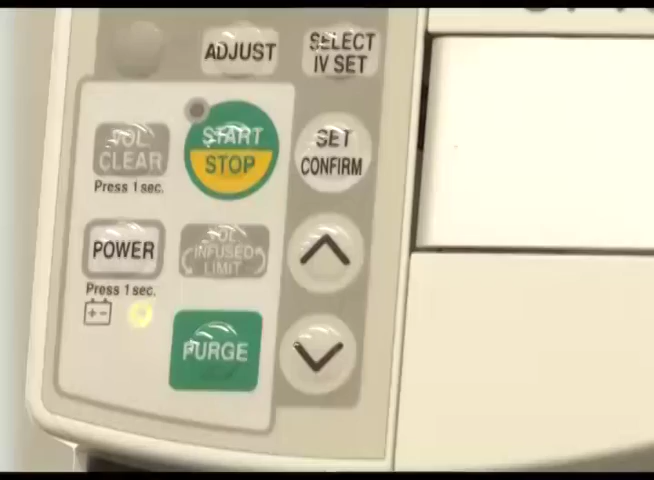 ADJUST
SELECT
IV SET
VOL.
CLEAR
Press 1 sec.
START
STOP
SET
CONFIRM
POWER
Press 1 sec.
VOL.
INFUSED
LIMIT
PURGE